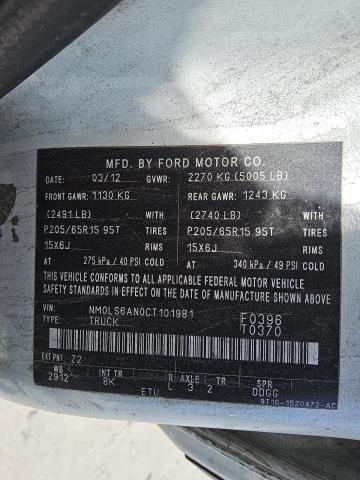 MFD. BY FORD MOTOR CO.
DATE: 03/12 GVWR: 2270 KG (5005 LB)
FRONT GAWR: 1130 KG REAR GAWR: 1243 KG
(2491 LB) WITH (2740 LB) WITH
P205/65R15 95T TIRES P205/65R15 95T TIRES
15X6J RIMS 15X6J RIMS
AT 275 kPa / 40 PSI COLD AT 340 kPa / 49 PSI COLD
THIS VEHICLE CONFORMS TO ALL APPLICABLE FEDERAL MOTOR VEHICLE
SAFETY STANDARDS IN EFFECT ON THE DATE OF MANUFACTURE SHOWN ABOVE.
VIN: NM0LS6AN0CT101981 F0396
TYPE: TRUCK T0370
EXT PNT Z2
WB INT TR R AXLE TR SPR
2912 8K L 3 2 DDGG
ETU 9T16-1520472-AC